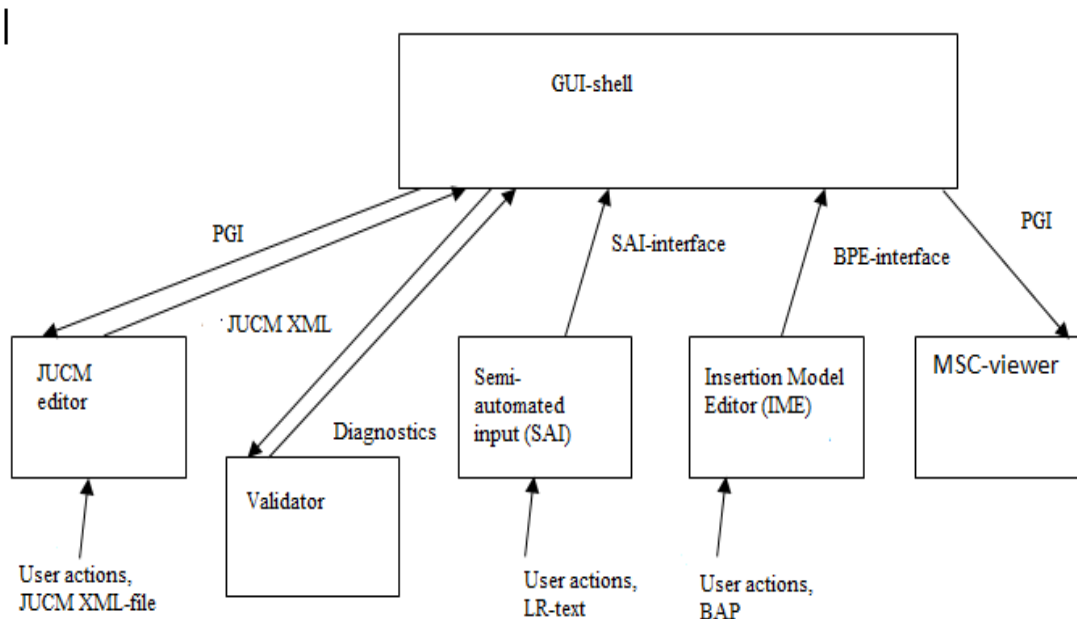 GUI-shell
PGI
SAI-interface
BPE-interface
PGI
JUCM XML
JUCM
editor
Diagnostics
Validator
Semi-
automated
input (SAI)
Insertion Model
Editor (IME)
MSC-viewer
User actions,
JUCM XML-file
User actions,
LR-text
User actions,
BAP